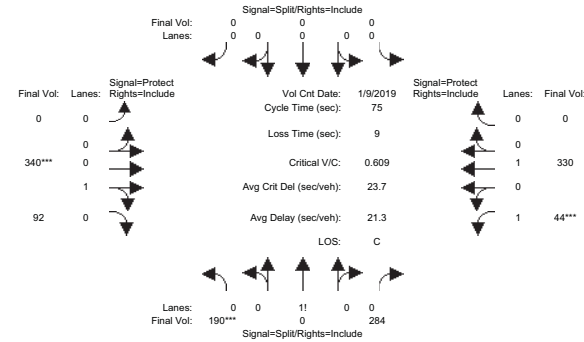 Signal=Split/Rights=Include
Final Vol: 0 0 0
Lanes: 0 0 0 0 0
Signal=Protect
Final Vol: Lanes: Rights=Include
Vol Cnt Date: 1/9/2019
Signal=Protect
Rights=Include Lanes: Final Vol:
Cycle Time (sec): 75
0 0
0 0
Loss Time (sec): 9
0
0
340*** 0
Critical V/C: 0.609
1 330
1
Avg Crit Del (sec/veh): 23.7
0
92 0
Avg Delay (sec/veh): 21.3
1 44***
LOS: C
Lanes: 0 0 1! 0 0
Final Vol: 190*** 0 284
Signal=Split/Rights=Include